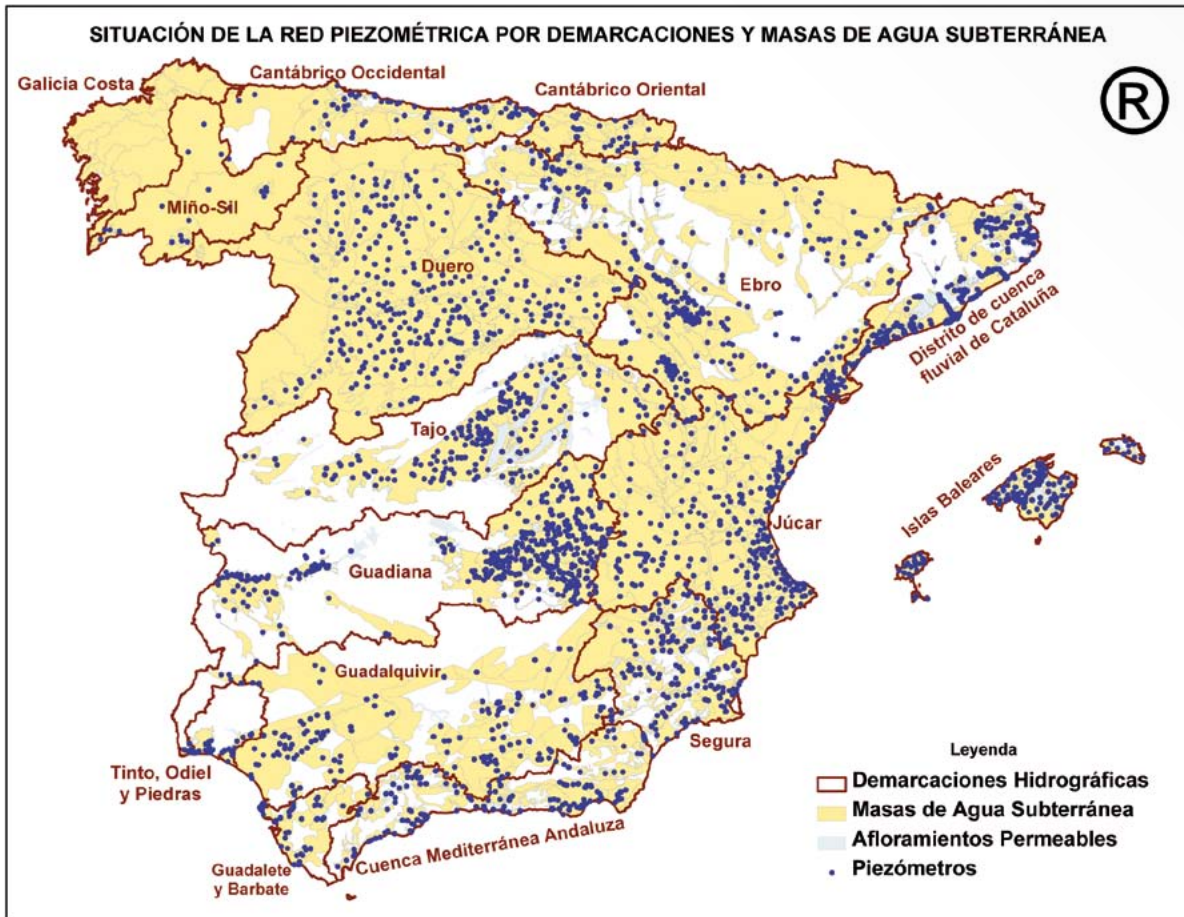 SITUACIÓN DE LA RED PIEZOMÉTRICA POR DEMARCACIONES Y MASAS DE AGUA SUBTERRÁNEA
R
Galicia Costa
Cantábrico Occidental
Cantábrico Oriental
Miño-Sil
Duero
Ebro
Distrito de cuenca
fluvial de Cataluña
Tajo
Islas Baleares
Júcar
Guadiana
Guadalquivir
Segura
Tinto, Odiel
y Piedras
Guadalete
y Barbate
Cuenca Mediterránea Andaluza
Leyenda
Demarcaciones Hidrográficas
Masas de Agua Subterránea
Afloramientos Permeables
Piezómetros